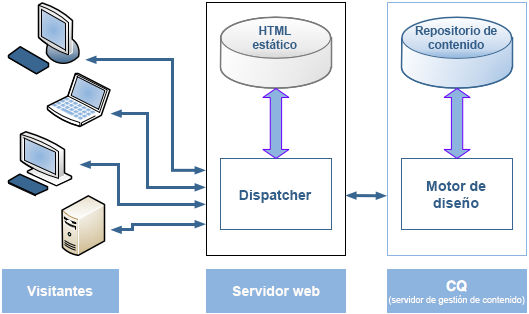 HTML
estático
Repositorio de
contenido
Dispatcher
Motor de
diseño
Visitantes
Servidor web
CQ
(servidor de gestión de contenido)